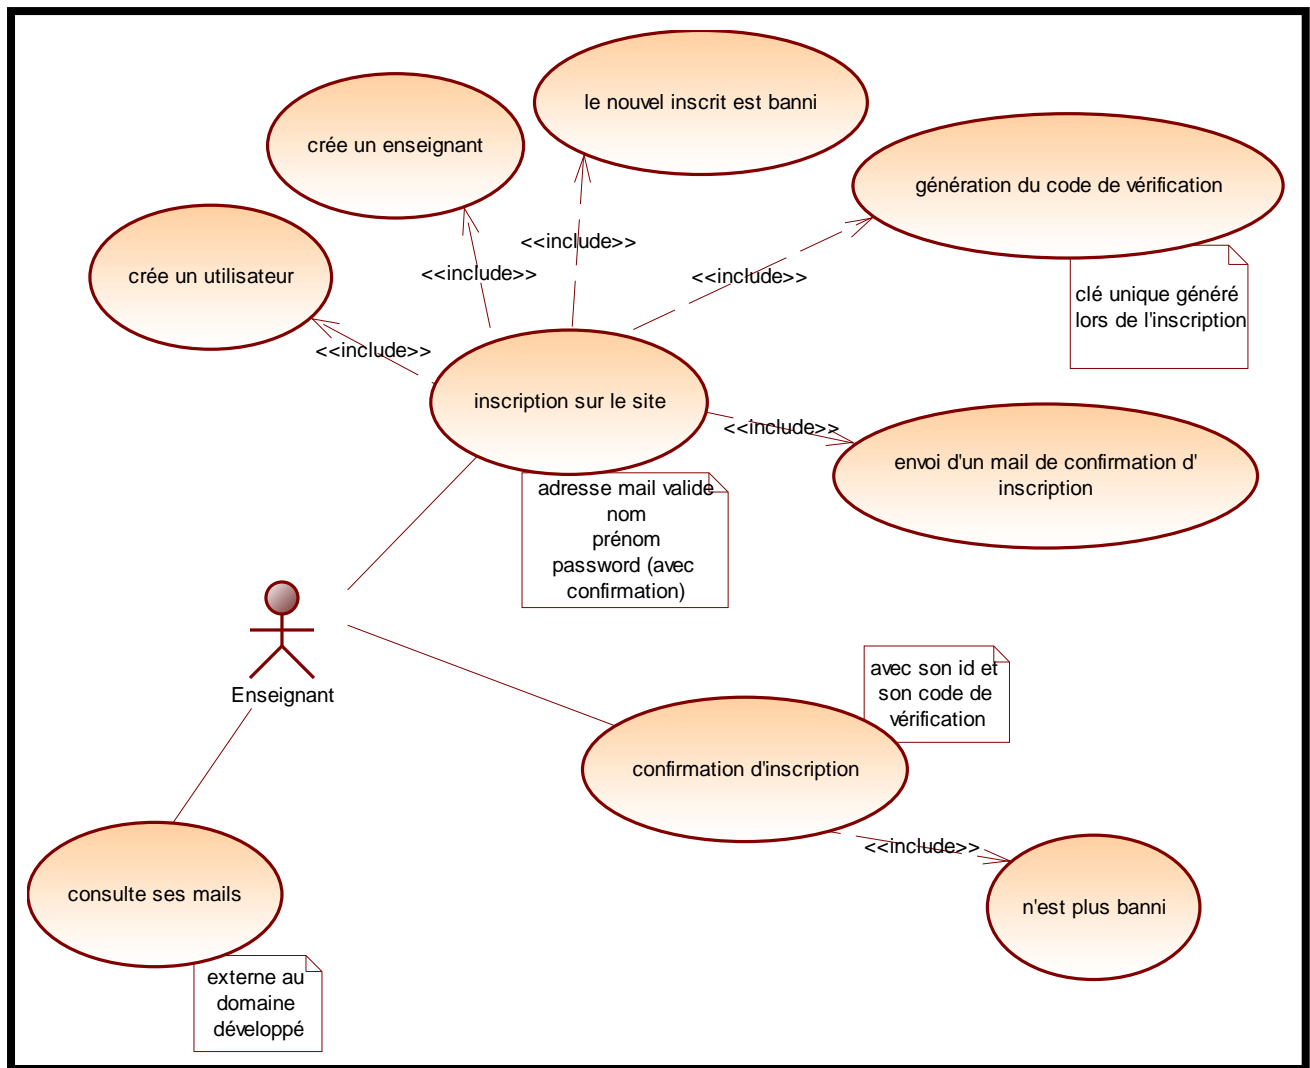 le nouvel inscrit est banni
crée un enseignant
génération du code de vérification
<<include>>
<<include>>
<<include>>
crée un utilisateur
clé unique généré
lors de l'inscription
<<include>>
inscription sur le site
<<include>>
envoi d'un mail de confirmation d'
inscription
adresse mail valide
nom
prénom
password (avec
confirmation)
Enseignant
avec son id et
son code de
vérification
confirmation d'inscription
<<include>>
consulte ses mails
n'est plus banni
externe au
domaine
développé